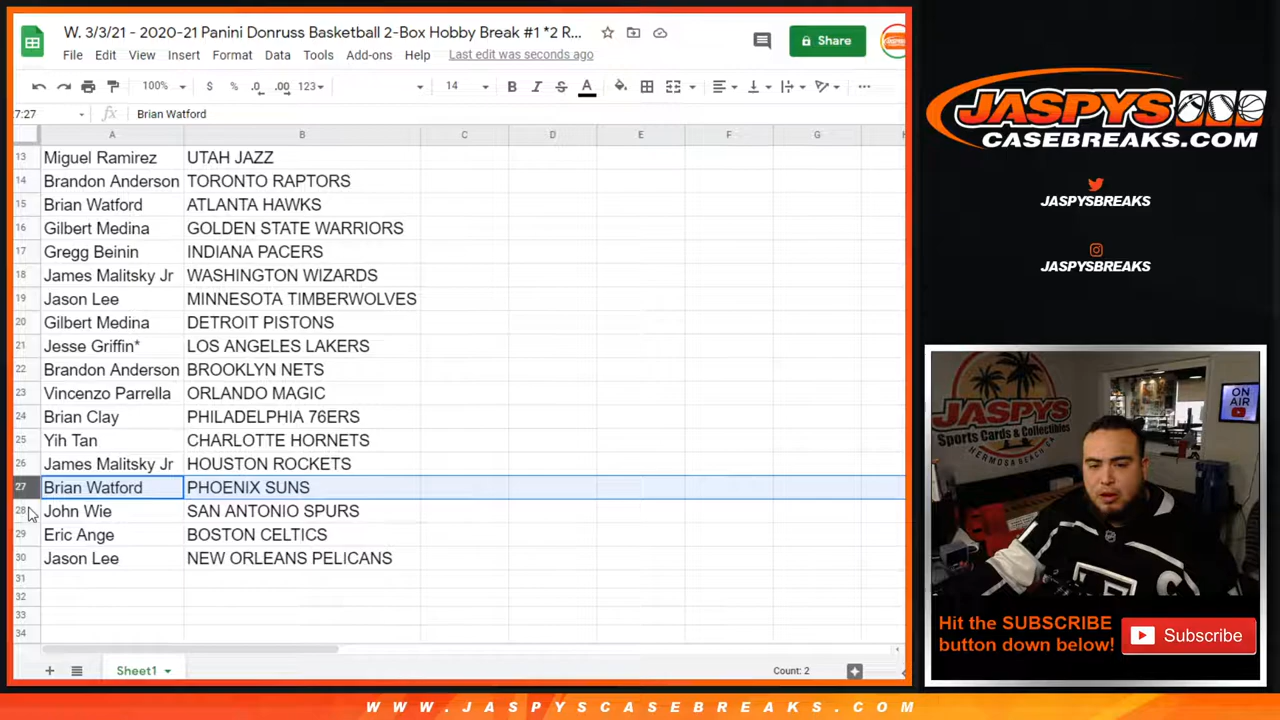 W. 3/3/21 - 2020-21 Panini Donruss Basketball 2-Box Hobby Break #1 *2 R...
File Edit View Insert Format Data Tools Add-ons Help Last edit was seconds ago
Share
100% $ % .0 .00 123 14 B I S A
7:27 fx Brian Watford
A B C D E F G
13 Miguel Ramirez UTAH JAZZ
14 Brandon Anderson TORONTO RAPTORS
15 Brian Watford ATLANTA HAWKS
16 Gilbert Medina GOLDEN STATE WARRIORS
17 Gregg Beinin INDIANA PACERS
18 James Malitsky Jr WASHINGTON WIZARDS
19 Jason Lee MINNESOTA TIMBERWOLVES
20 Gilbert Medina DETROIT PISTONS
21 Jesse Griffin* LOS ANGELES LAKERS
22 Brandon Anderson BROOKLYN NETS
23 Vincenzo Parrella ORLANDO MAGIC
24 Brian Clay PHILADELPHIA 76ERS
25 Yih Tan CHARLOTTE HORNETS
26 James Malitsky Jr HOUSTON ROCKETS
27 Brian Watford PHOENIX SUNS
28 John Wie SAN ANTONIO SPURS
29 Eric Ange BOSTON CELTICS
30 Jason Lee NEW ORLEANS PELICANS
31
32
33
34
Sheet1
Count: 2
JASPYS
CASEBREAKS.COM
JASPYSBREAKS
JASPYSBREAKS
JASPYS
Sports Cards & Collectibles
HERMOSA BEACH
ON
AIR
Hit the SUBSCRIBE
button down below!
Subscribe
WWW.JASPYSCASEBREAKS.COM